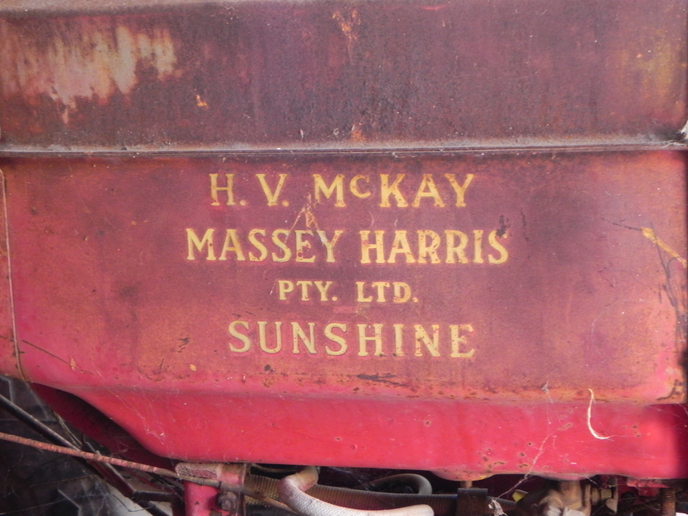 H. V. McKAY
MASSEY HARRIS
PTY. LTD.
SUNSHINE